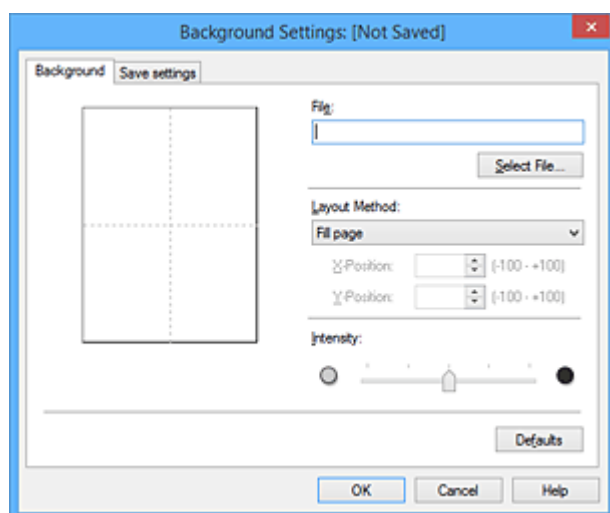 Background Settings: [Not Saved]
Background Save settings
File:
Select File...
Layout Method:
Fill page
X-Position: (-100 - +100)
Y-Position: (-100 - +100)
Intensity:
Defaults
OK Cancel Help